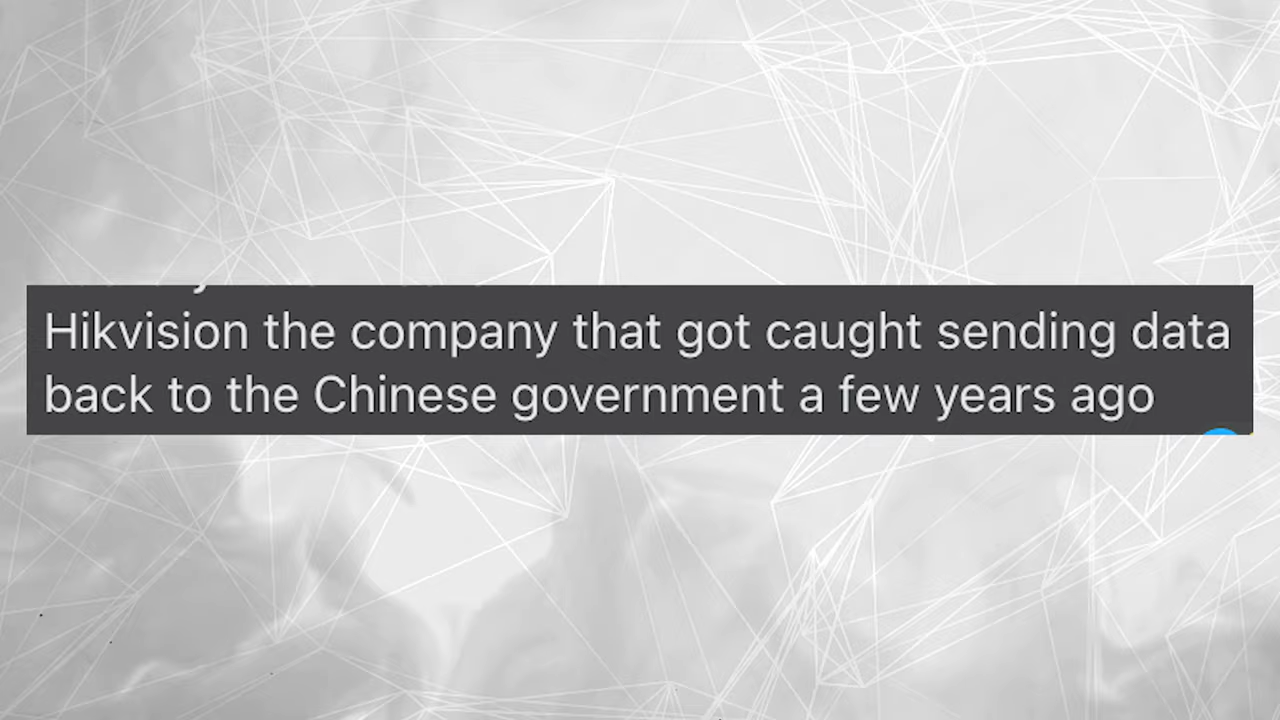 Hikvision the company that got caught sending data
back to the Chinese government a few years ago